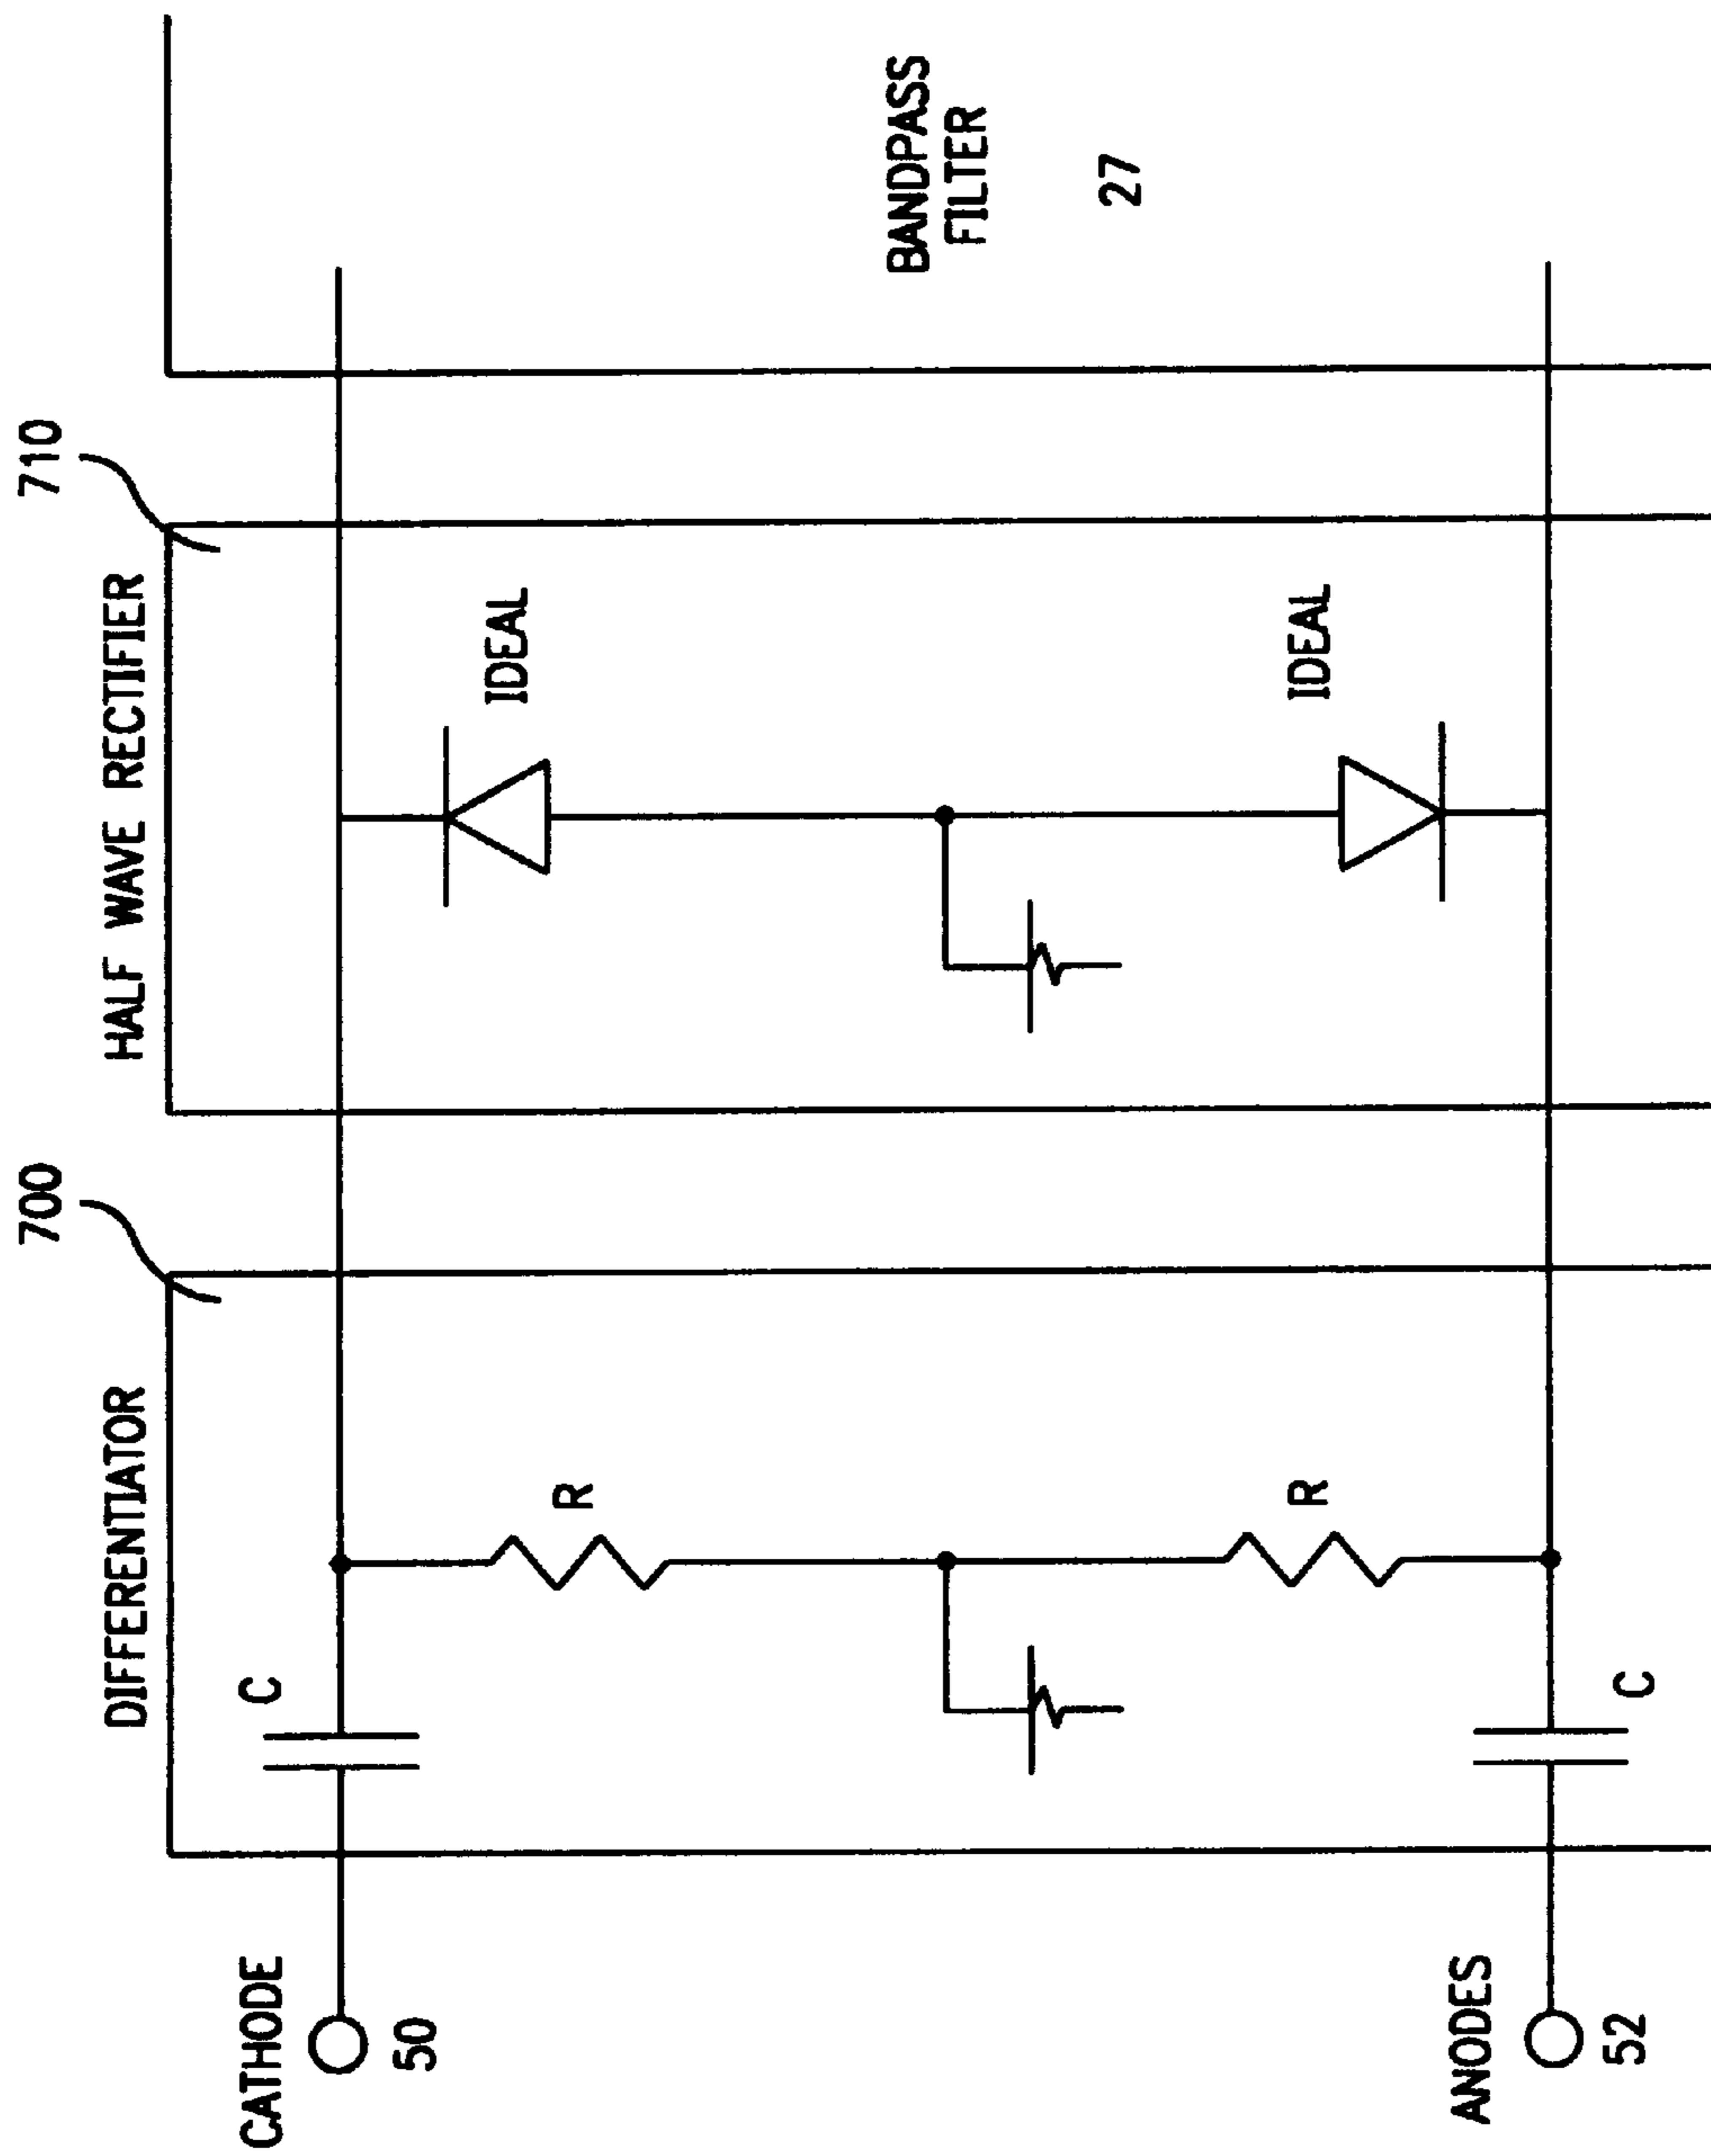 700
710
DIFFERENTIATOR
HALF WAVE RECTIFIER
CATHODE
50
C
R
IDEAL
BANDPASS
FILTER
27
ANODES
52
C
R
IDEAL